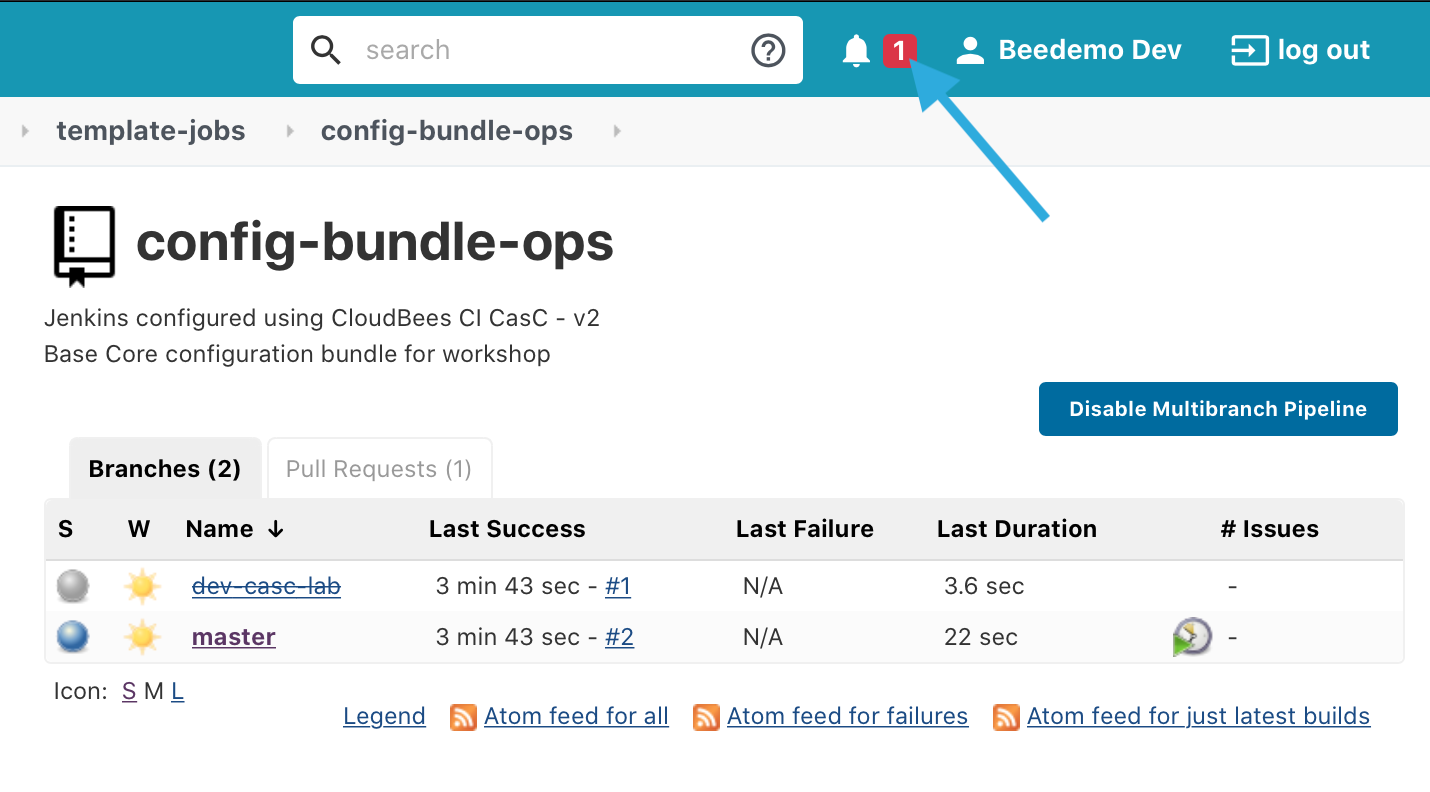 search 1 Beedemo Dev log out
template-jobs config-bundle-ops
config-bundle-ops
Jenkins configured using CloudBees CI CasC - v2
Base Core configuration bundle for workshop
Disable Multibranch Pipeline
Branches (2) Pull Requests (1)
S W Name ↓ Last Success Last Failure Last Duration # Issues
dev-casc-lab 3 min 43 sec - #1 N/A 3.6 sec -
master 3 min 43 sec - #2 N/A 22 sec -
Icon: S M L
Legend Atom feed for all Atom feed for failures Atom feed for just latest builds